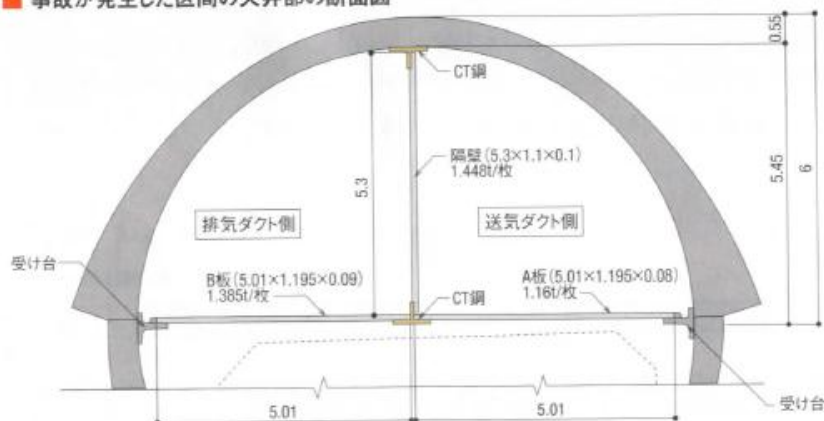 ■ 事故が発生した区間の天井部の断面図
CT鋼
0.55
隔壁 (5.3×1.1×0.1)
1.448t/枚
5.3
5.45
6
排気ダクト側
送気ダクト側
受け台
B板 (5.01×1.195×0.09)
1.385t/枚
CT鋼
A板 (5.01×1.195×0.08)
1.16t/枚
5.01
5.01
受け台